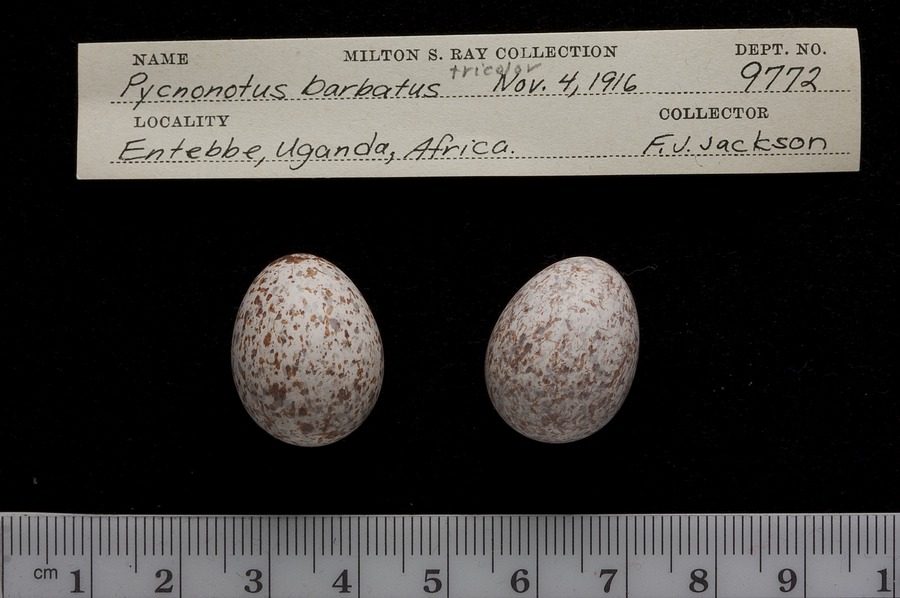 NAME MILTON S. RAY COLLECTION DEPT. NO.
tricolor
Pycnonotus barbatus Nov. 4, 1916 9772
LOCALITY COLLECTOR
Entebbe, Uganda, Africa. F.J. Jackson
cm 1 2 3 4 5 6 7 8 9 1